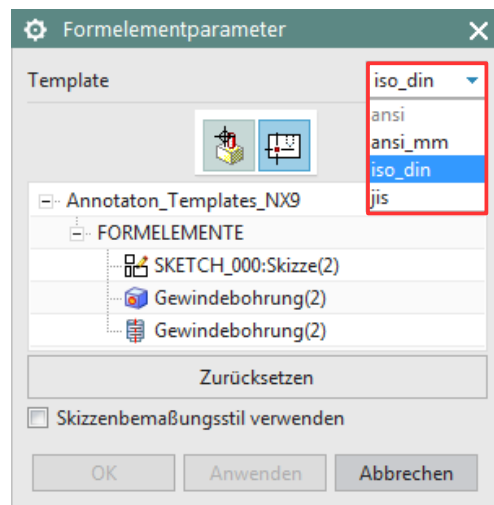 Formelementparameter
Template
iso_din
ansi
ansi_mm
iso_din
jis
Annotaton_Templates_NX9
FORMELEMENTE
SKETCH_000:Skizze(2)
Gewindebohrung(2)
Gewindebohrung(2)
Zurücksetzen
Skizzenbemaßungsstil verwenden
OK Anwenden Abbrechen